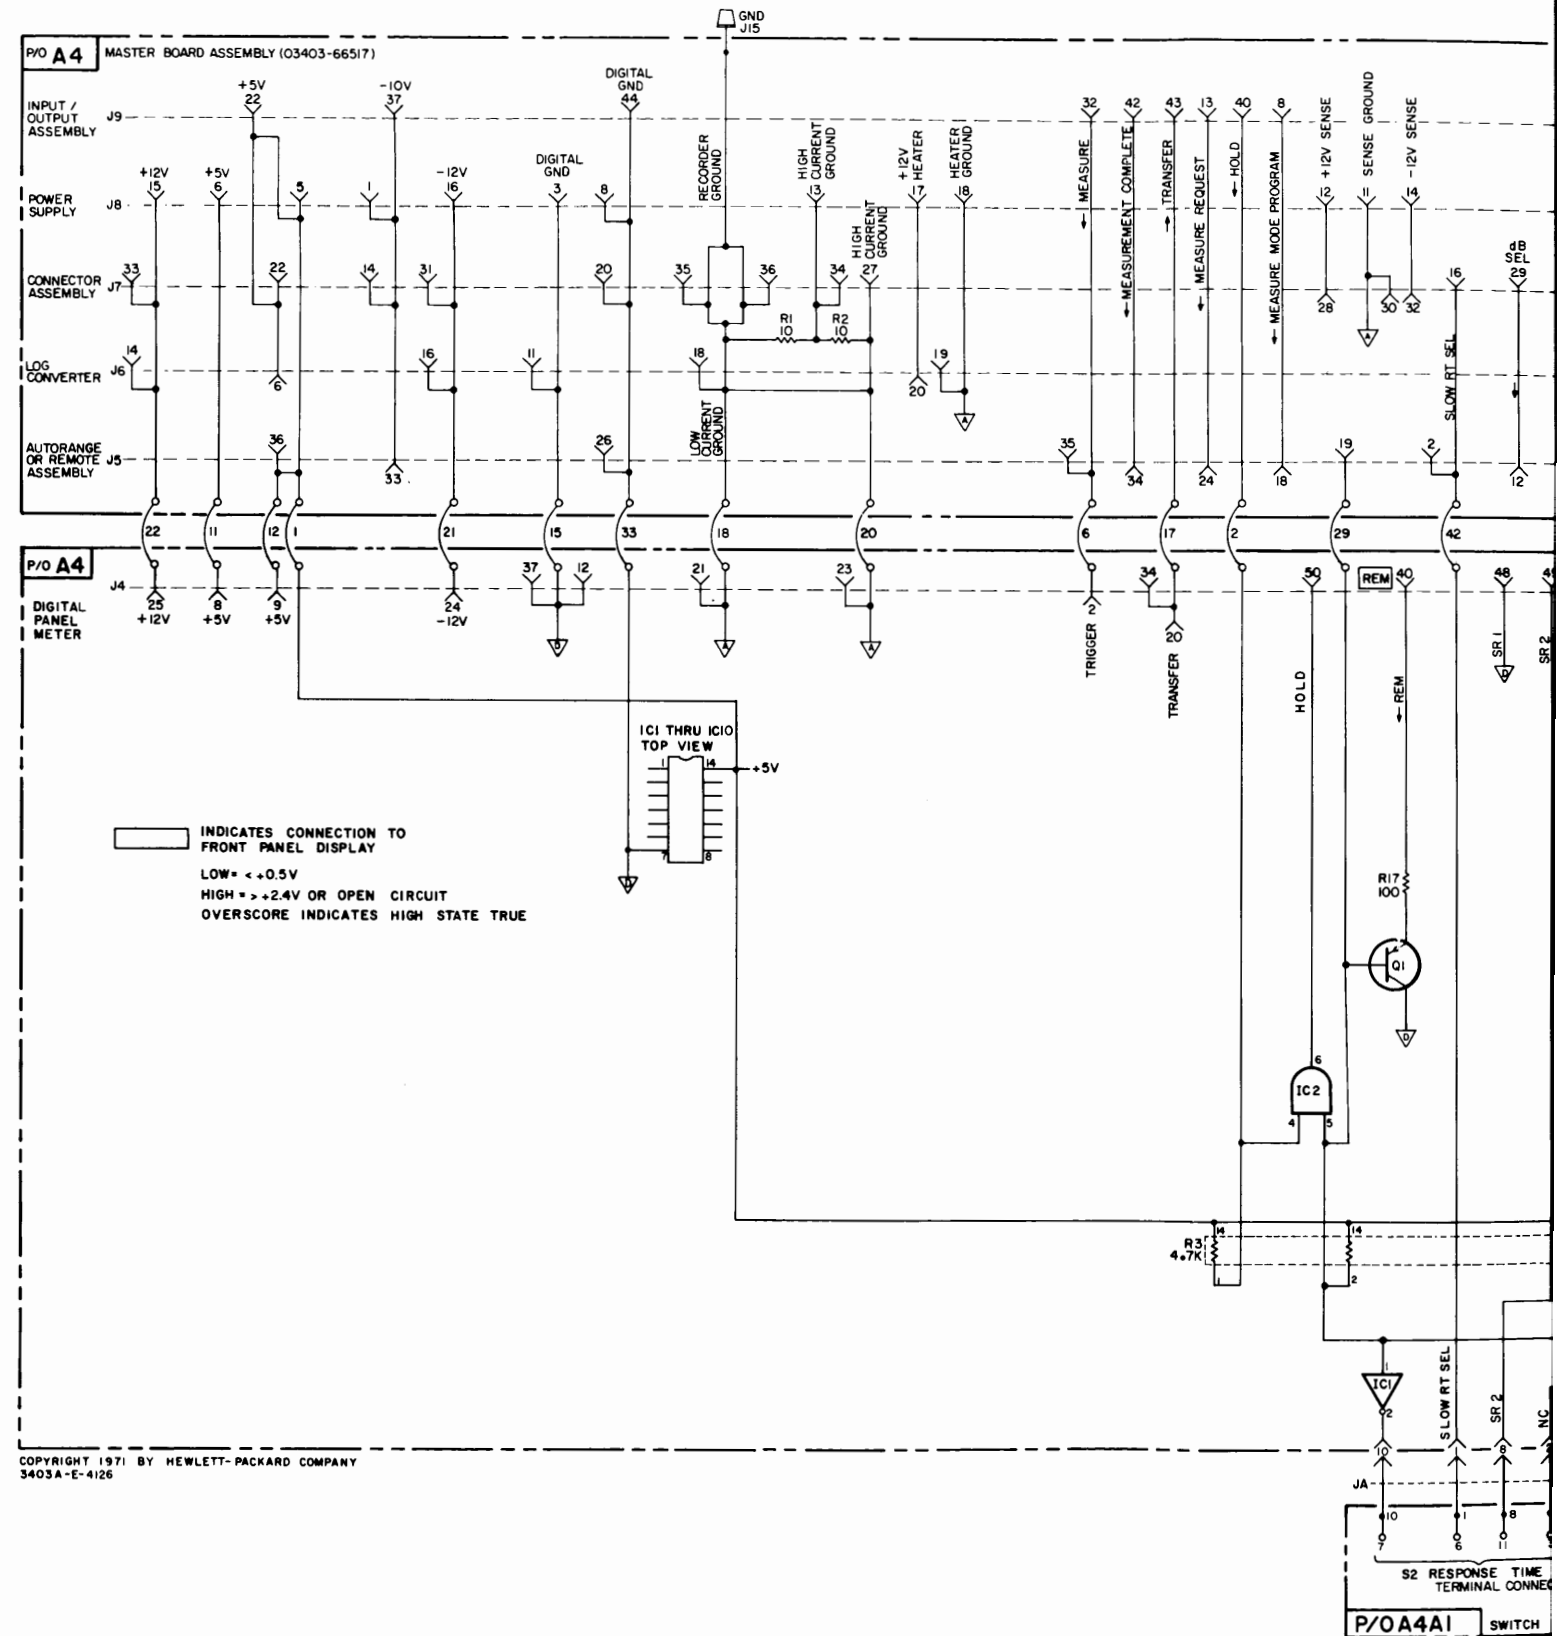 GND
J15
P/O A4
MASTER BOARD ASSEMBLY (03403-66517)
INPUT /
OUTPUT
ASSEMBLY
J9
+5V
22
-10V
37
DIGITAL
GND
44
32
42
43
13
40
8
POWER
SUPPLY
J8
+12V
15
+5V
6
5
1
-12V
16
DIGITAL
GND
3
8
RECORDER
GROUND
HIGH
CURRENT
GROUND
13
+12V
HEATER
17
HEATER
GROUND
18
← MEASURE
← MEASUREMENT COMPLETE
→ TRANSFER
← MEASURE REQUEST
← HOLD
← MEASURE MODE PROGRAM
12 +12V SENSE
11 SENSE GROUND
14 -12V SENSE
CONNECTOR
ASSEMBLY
J7
33
22
14
31
20
35
36
34
HIGH
CURRENT
GROUND
27
28
30
32
A
16
dB
SEL
29
R1
10
R2
10
LOG
CONVERTER
J6
14
6
16
11
18
20
19
A
SLOW RT SEL
AUTORANGE
OR REMOTE
ASSEMBLY
J5
36
33
26
LOW
CURRENT
GROUND
35
34
24
18
19
2
12
22
11
12
1
21
15
33
18
20
6
17
2
29
42
P/O A4
J4
DIGITAL
PANEL
METER
25
+12V
8
+5V
9
+5V
24
-12V
37
12
D
21
A
23
A
2
TRIGGER
34
20
TRANSFER
50
HOLD
REM
40
← REM
48
SR 1
D
SR 2
IC1 THRU IC10
TOP VIEW
1
14
+5V
7
8
D
INDICATES CONNECTION TO
FRONT PANEL DISPLAY
LOW= < +0.5V
HIGH = > +2.4V OR OPEN CIRCUIT
OVERSCORE INDICATES HIGH STATE TRUE
R17
100
Q1
D
6
IC2
4
5
R3
4.7K
14
1
14
2
1
IC1
2
SLOW RT SEL
SR 2
NC
10
1
8
COPYRIGHT 1971 BY HEWLETT-PACKARD COMPANY
3403A-E-4126
JA
10
1
8
7
6
11
S2 RESPONSE TIME
TERMINAL CONNEC
P/O A4A1
SWITCH